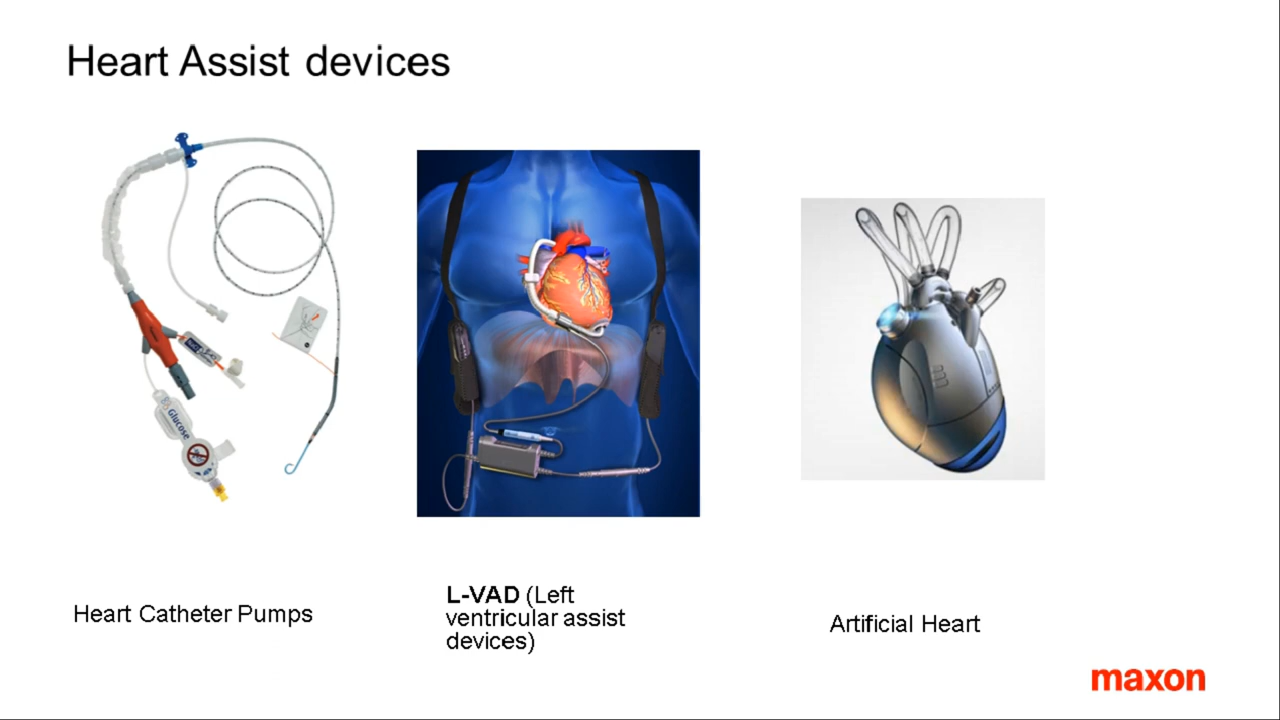 Heart Assist devices
Glucose
Heart Catheter Pumps
L-VAD (Left
ventricular assist
devices)
Artificial Heart
maxon